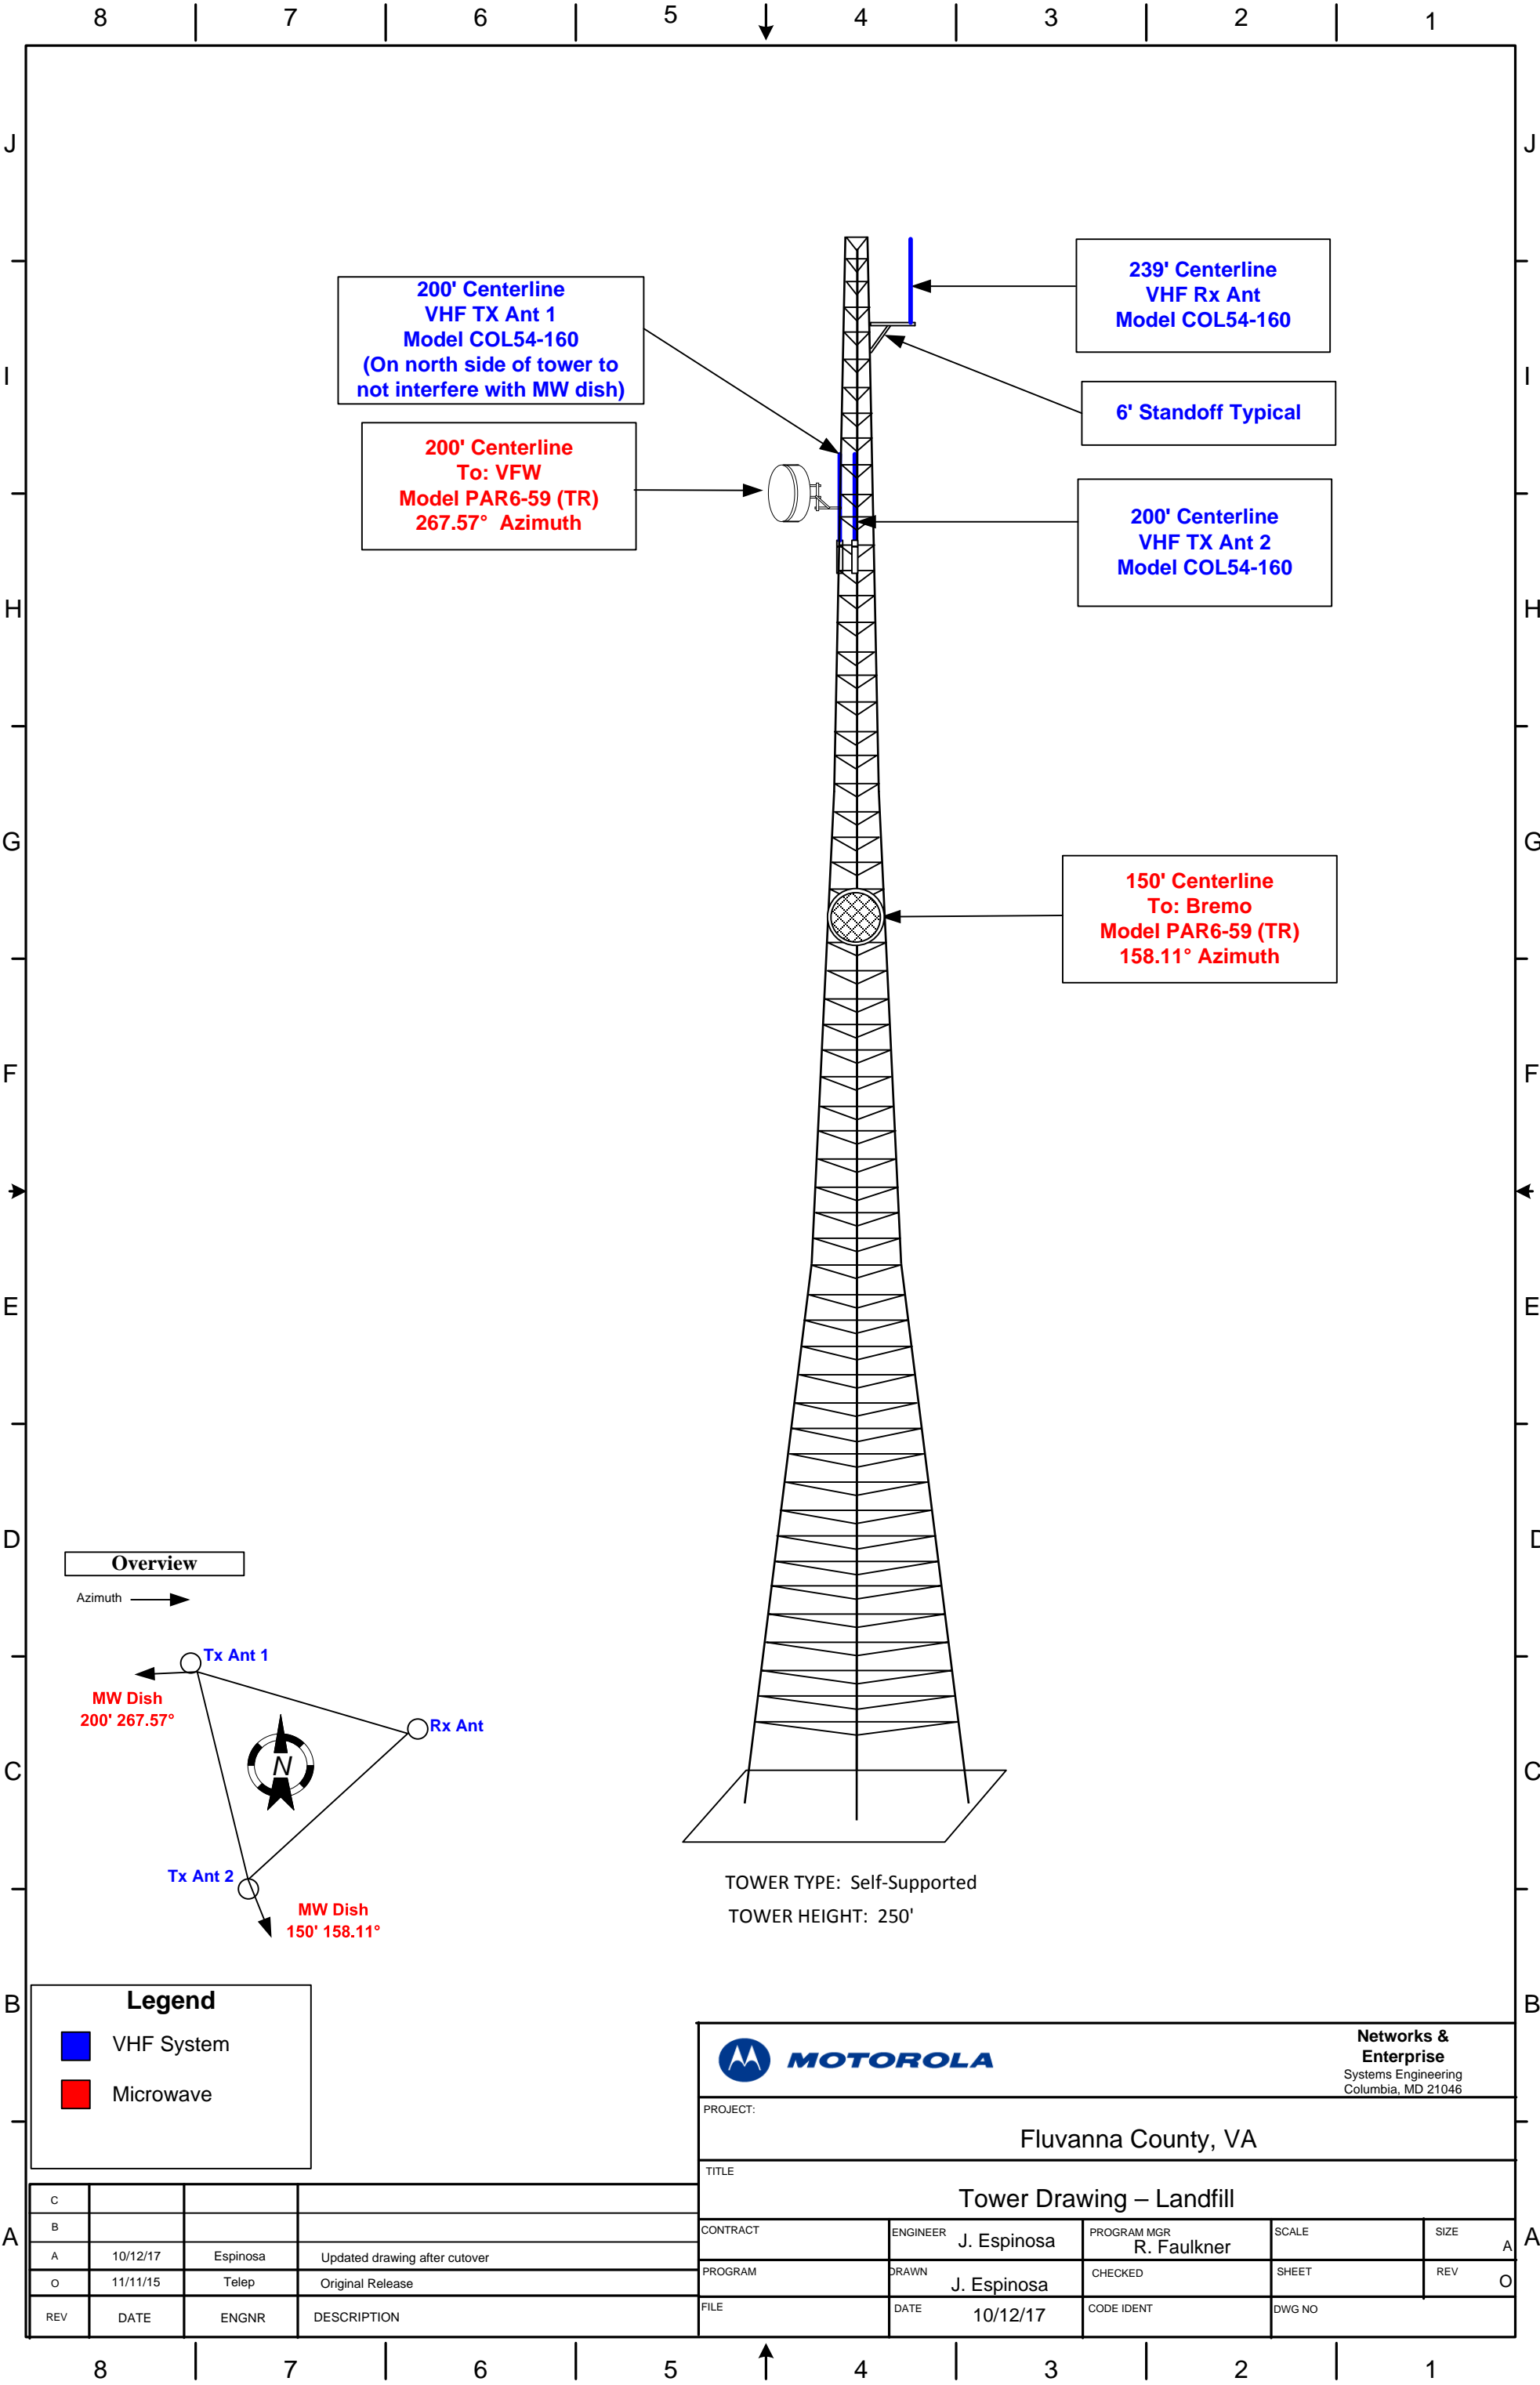 8 7 6 5 4 3 2 1
J J
I I
H H
G G
F F
E E
D D
C C
B B
A A
200' Centerline
VHF TX Ant 1
Model COL54-160
(On north side of tower to
not interfere with MW dish)
239' Centerline
VHF Rx Ant
Model COL54-160
6' Standoff Typical
200' Centerline
To: VFW
Model PAR6-59 (TR)
267.57° Azimuth
200' Centerline
VHF TX Ant 2
Model COL54-160
150' Centerline
To: Bremo
Model PAR6-59 (TR)
158.11° Azimuth
Overview
Azimuth
Tx Ant 1
MW Dish
200' 267.57°
Rx Ant
N
Tx Ant 2
MW Dish
150' 158.11°
TOWER TYPE: Self-Supported
TOWER HEIGHT: 250'
Legend
VHF System
Microwave
MOTOROLA
Networks &
Enterprise
Systems Engineering
Columbia, MD 21046
PROJECT:
Fluvanna County, VA
TITLE
Tower Drawing – Landfill
CONTRACT ENGINEER J. Espinosa PROGRAM MGR R. Faulkner SCALE SIZE A
PROGRAM DRAWN J. Espinosa CHECKED SHEET REV O
FILE DATE 10/12/17 CODE IDENT DWG NO
C
B
A 10/12/17 Espinosa Updated drawing after cutover
O 11/11/15 Telep Original Release
REV DATE ENGNR DESCRIPTION
8 7 6 5 4 3 2 1